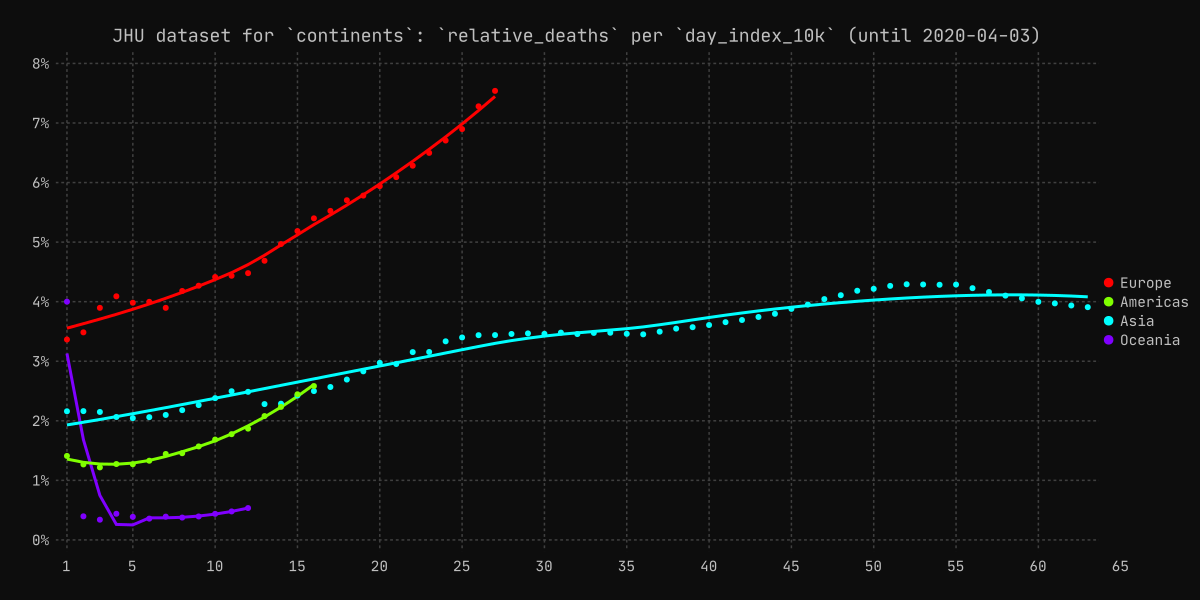 JHU dataset for `continents`: `relative_deaths` per `day_index_10k` (until 2020-04-03)
8%
7%
6%
5%
4%
3%
2%
1%
0%
Europe
Americas
Asia
Oceania
1 5 10 15 20 25 30 35 40 45 50 55 60 65